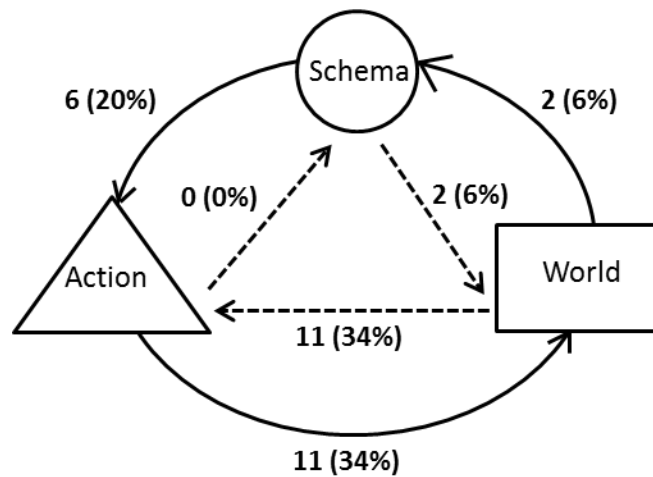 Schema
6 (20%)
2 (6%)
0 (0%)
2 (6%)
Action
World
11 (34%)
11 (34%)